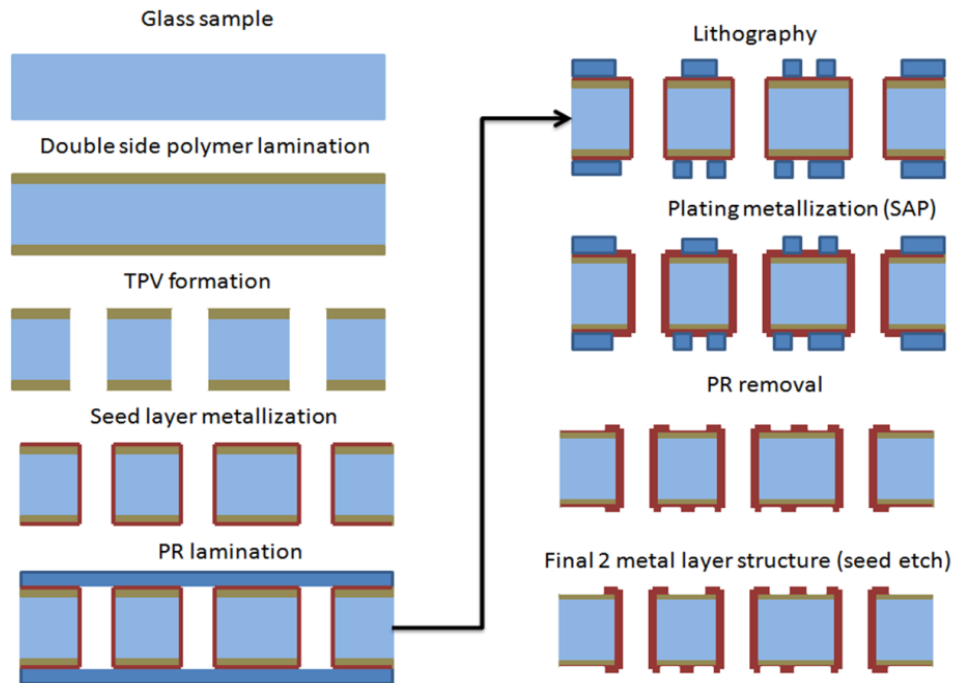 Glass sample
Double side polymer lamination
TPV formation
Seed layer metallization
PR lamination
Lithography
Plating metallization (SAP)
PR removal
Final 2 metal layer structure (seed etch)